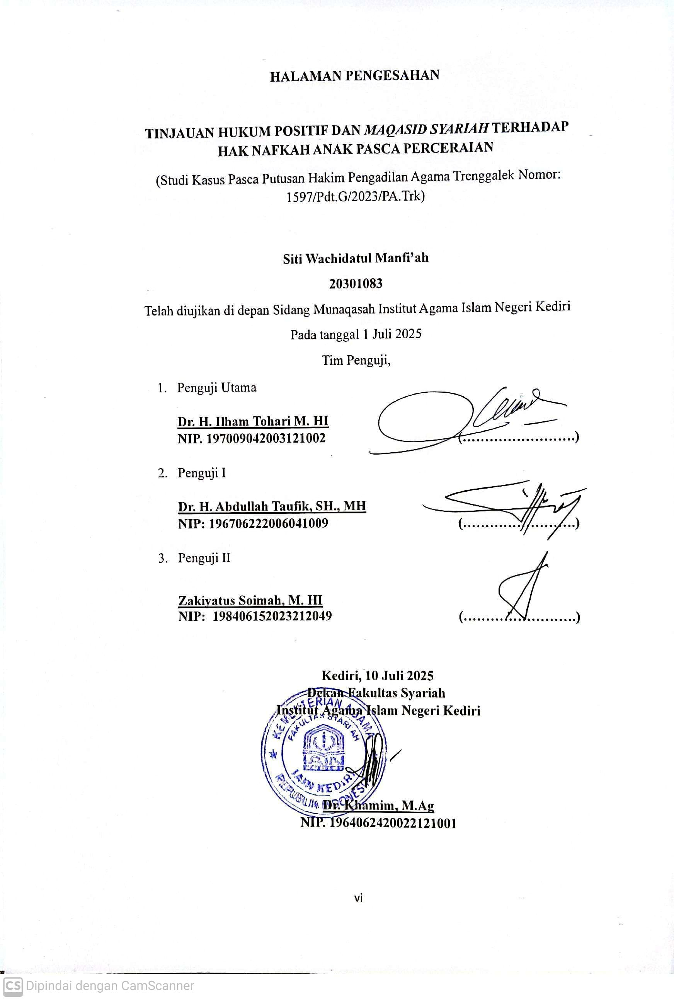 HALAMAN PENGESAHAN
TINJAUAN HUKUM POSITIF DAN MAQASID SYARIAH TERHADAP
HAK NAFKAH ANAK PASCA PERCERAIAN
(Studi Kasus Pasca Putusan Hakim Pengadilan Agama Trenggalek Nomor:
1597/Pdt.G/2023/PA.Trk)
Siti Wachidatul Manfi’ah
20301083
Telah diujikan di depan Sidang Munaqasah Institut Agama Islam Negeri Kediri
Pada tanggal 1 Juli 2025
Tim Penguji,
1. Penguji Utama
Dr. H. Ilham Tohari M. HI
NIP. 197009042003121002
(.........................)
2. Penguji I
Dr. H. Abdullah Taufik, SH., MH
NIP: 196706222006041009
(.........................)
3. Penguji II
Zakiyatus Soimah, M. HI
NIP: 198406152023212049
(.........................)
Kediri, 10 Juli 2025
Dekan Fakultas Syariah
Institut Agama Islam Negeri Kediri
KEMENTERIAN AGAMA
FAKULTAS SYARI'AH
IAIN
IAIN KEDIRI
REPUBLIK INDONESIA
Dr. Khamim, M.Ag
NIP. 1964062420022121001
vi
CS Dipindai dengan CamScanner